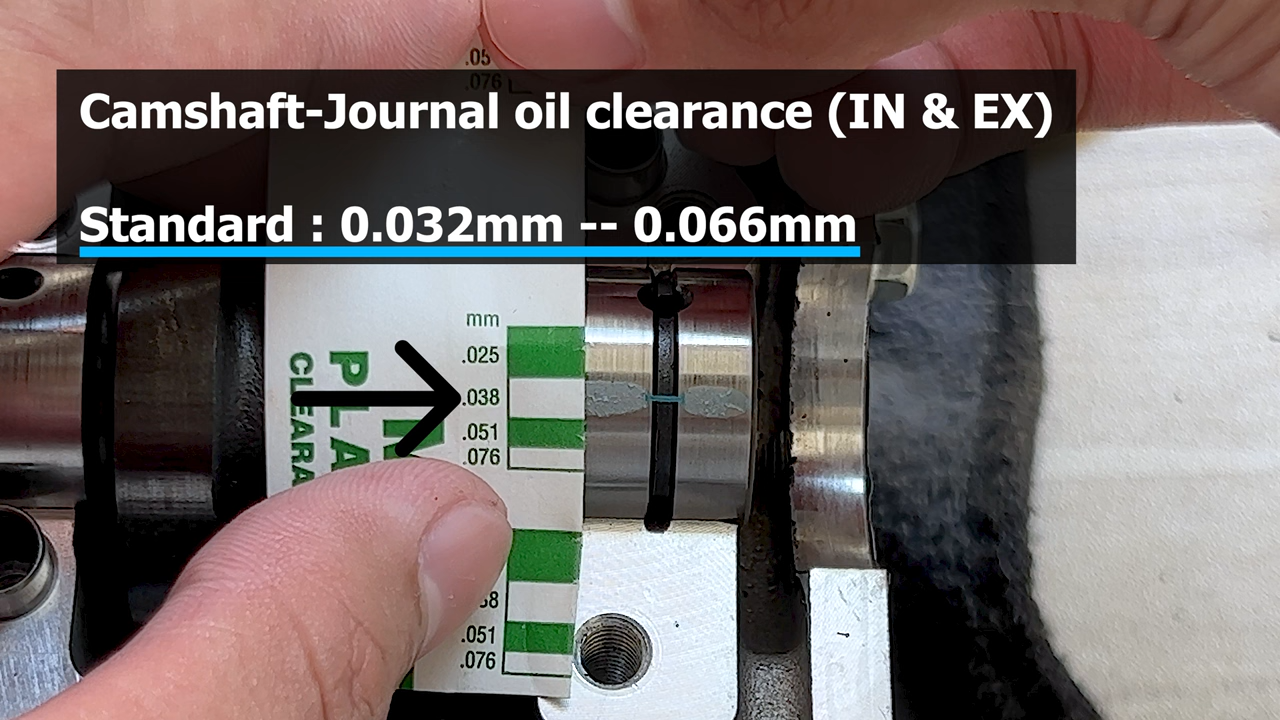 .05
.076
Camshaft-Journal oil clearance (IN & EX)
Standard : 0.032mm -- 0.066mm
mm
.025
.038
.051
.076
.051
.076